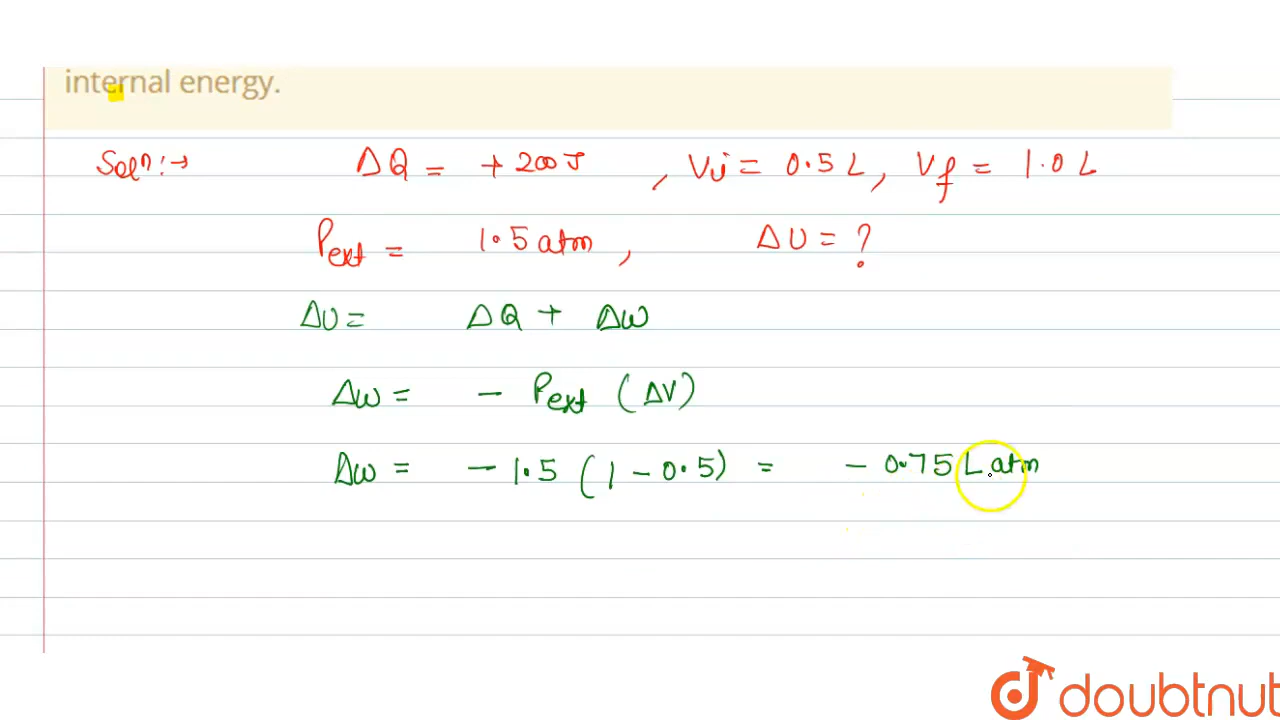 internal energy.
Solⁿ:→ ΔQ = + 200 J , Vi = 0.5 L, Vf = 1.0 L
Pext = 1.5 atm , ΔU = ?
ΔU = ΔQ + ΔW
ΔW = - Pext (ΔV)
ΔW = - 1.5 (1 - 0.5) = - 0.75 L.atm
doubtnut